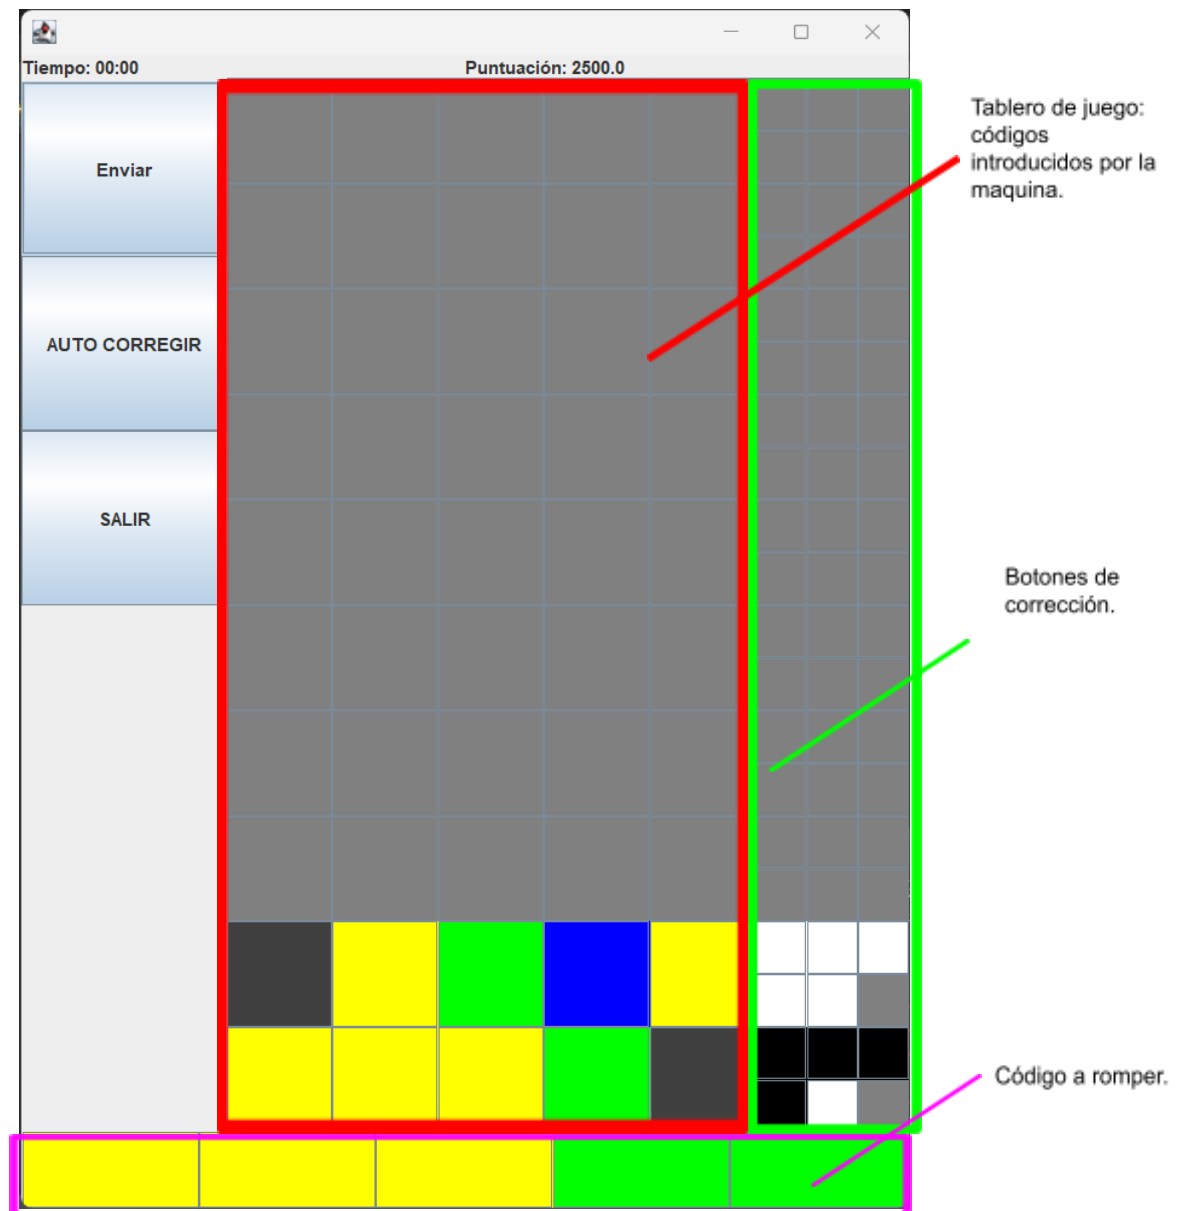 Tiempo: 00:00
Puntuación: 2500.0
Enviar
AUTO CORREGIR
SALIR
Tablero de juego:
códigos
introducidos por la
maquina.
Botones de
corrección.
Código a romper.